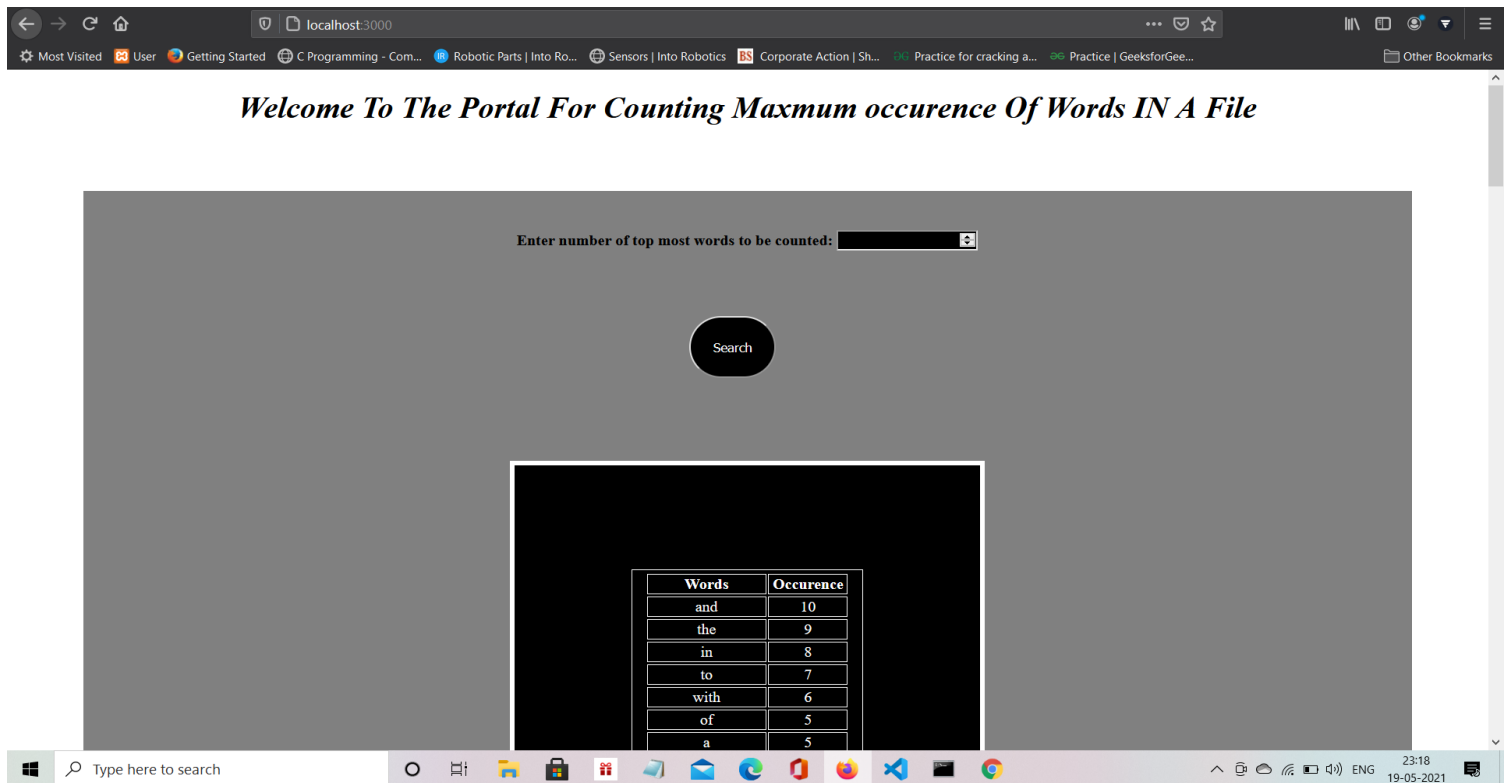 localhost:3000
Most Visited User Getting Started C Programming - Com... Robotic Parts | Into Ro... Sensors | Into Robotics BS Corporate Action | Sh... Practice for cracking a... Practice | GeeksforGee... Other Bookmarks
Welcome To The Portal For Counting Maxmum occurence Of Words IN A File
Enter number of top most words to be counted:
Search
Words Occurence
and 10
the 9
in 8
to 7
with 6
of 5
a 5
Type here to search
ENG
23:18
19-05-2021